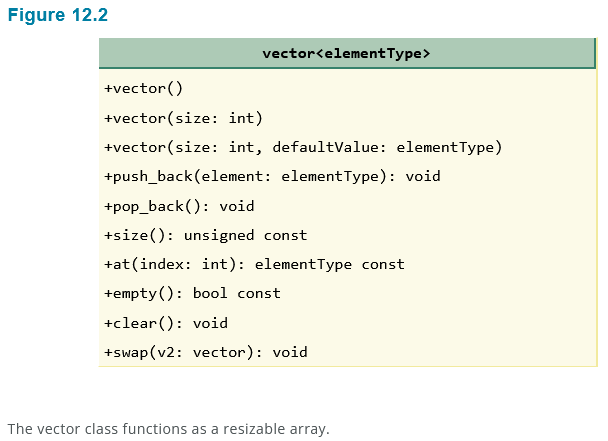 Figure 12.2
vector<elementType>
+vector()
+vector(size: int)
+vector(size: int, defaultValue: elementType)
+push_back(element: elementType): void
+pop_back(): void
+size(): unsigned const
+at(index: int): elementType const
+empty(): bool const
+clear(): void
+swap(v2: vector): void
The vector class functions as a resizable array.